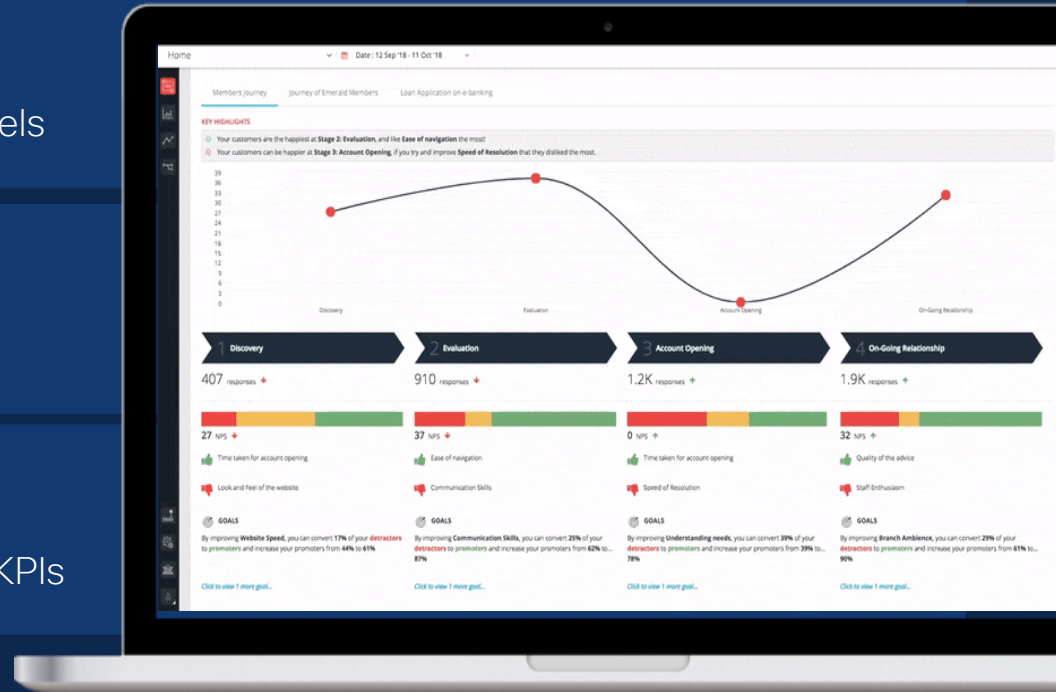 els
KPIs
Home
Date : 12 Sep '18 - 11 Oct '18
Members Journey
Journey of Emerald Members
Loan Application on e-banking
KEY HIGHLIGHTS
Your customers are the happiest at Stage 2: Evaluation, and like Ease of navigation the most!
Your customers can be happier at Stage 3: Account Opening, if you try and improve Speed of Resolution that they disliked the most.
39
36
33
30
27
24
21
18
15
12
9
6
3
0
Discovery
Evaluation
Account Opening
On-Going Relationship
1 Discovery
2 Evaluation
3 Account Opening
4 On-Going Relationship
407 responses
910 responses
1.2K responses
1.9K responses
27 NPS
37 NPS
0 NPS
32 NPS
Time taken for account opening
Ease of navigation
Time taken for account opening
Quality of the advice
Look and Feel of the website
Communication Skills
Speed of Resolution
Staff Enthusiasm
GOALS
GOALS
GOALS
GOALS
By improving Website Speed, you can convert 17% of your detractors
to promoters and increase your promoters from 44% to 61%
By improving Communication Skills, you can convert 25% of your
detractors to promoters and increase your promoters from 62% to...
87%
By improving Understanding needs, you can convert 39% of your
detractors to promoters and increase your promoters from 39% to...
78%
By improving Branch Ambience, you can convert 29% of your
detractors to promoters and increase your promoters from 61% to...
90%
Click to view 1 more goal...
Click to view 1 more goal...
Click to view 1 more goal...
Click to view 1 more goal...